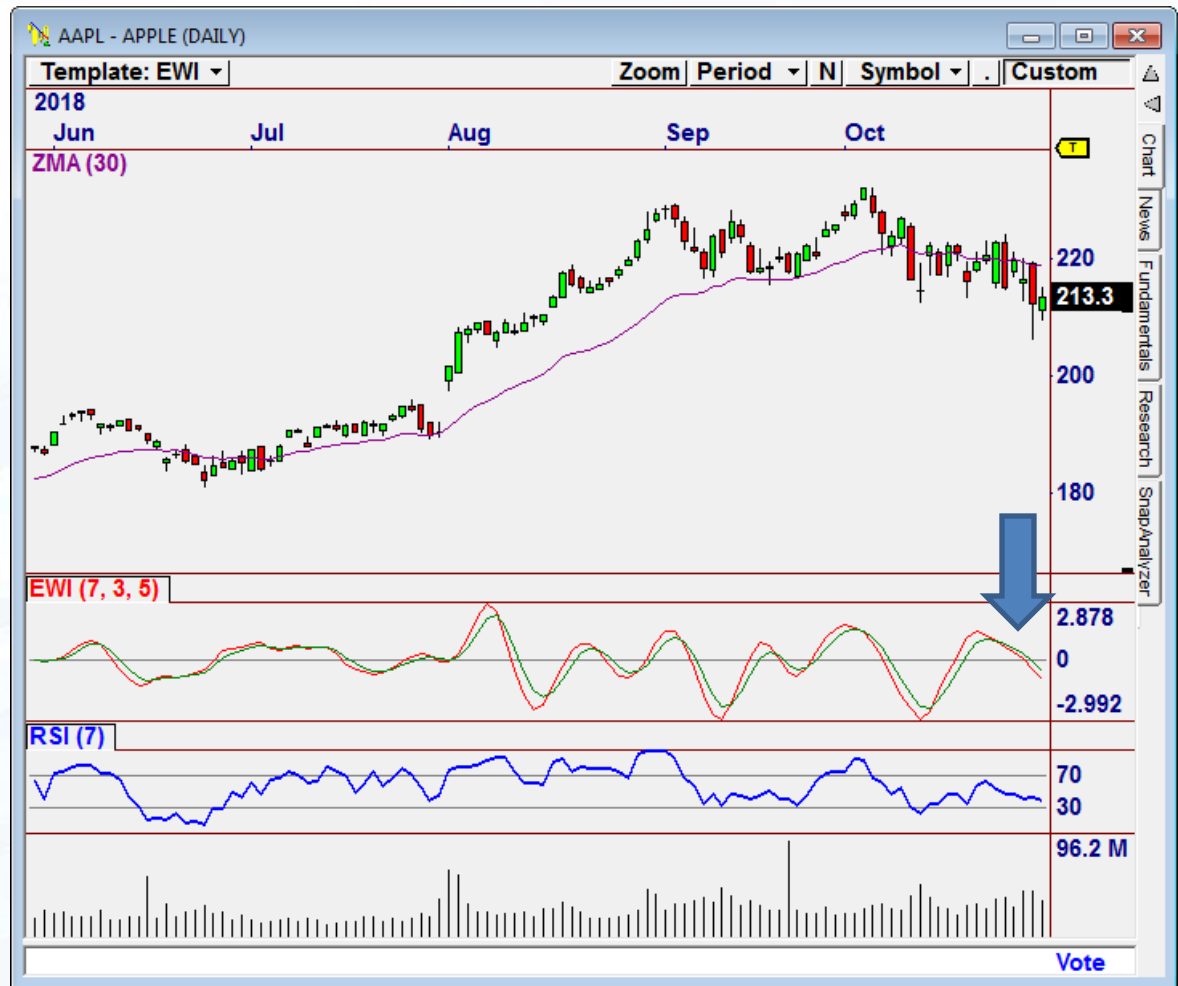 AAPL - APPLE (DAILY)
Template: EWI Zoom Period N Symbol . Custom
2018
Jun Jul Aug Sep Oct
T
ZMA (30)
220
213.3
200
180
EWI (7, 3, 5)
2.878
0
-2.992
RSI (7)
70
30
96.2 M
Vote
Chart
News
Fundamentals
Research
SnapAnalyzer